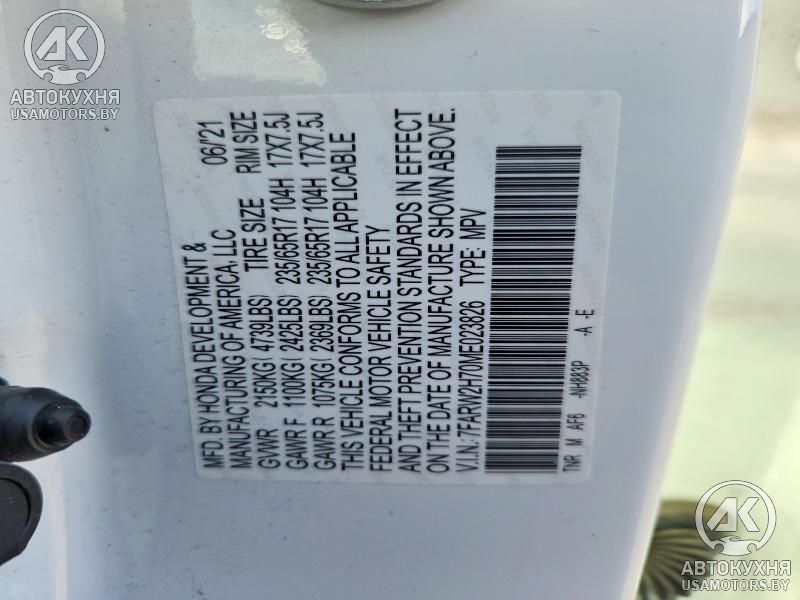 AK
АВТОКУХНЯ
USAMOTORS.BY
MFD. BY HONDA DEVELOPMENT & 06/'21
MANUFACTURING OF AMERICA, LLC
GVWR 2150KG( 4739LBS) TIRE SIZE RIM SIZE
GAWR F 1100KG( 2425LBS) 235/65R17 104H 17X7.5J
GAWR R 1075KG( 2369LBS) 235/65R17 104H 17X7.5J
THIS VEHICLE CONFORMS TO ALL APPLICABLE
FEDERAL MOTOR VEHICLE SAFETY
AND THEFT PREVENTION STANDARDS IN EFFECT
ON THE DATE OF MANUFACTURE SHOWN ABOVE.
V.I.N.: 7FARW2H70ME023826 TYPE: MPV
TNR M AF6 -NH883P -A -E
AK
АВТОКУХНЯ
USAMOTORS.BY